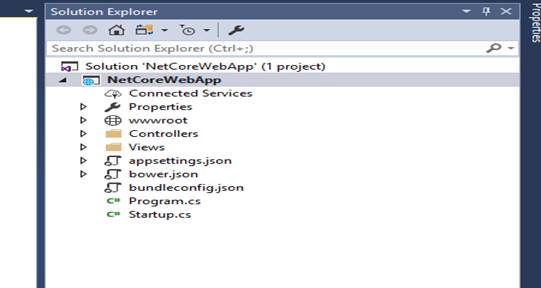 Solution Explorer
Search Solution Explorer (Ctrl+;)
Solution 'NetCoreWebApp' (1 project)
NetCoreWebApp
Connected Services
Properties
wwwroot
Controllers
Views
appsettings.json
bower.json
bundleconfig.json
C# Program.cs
C# Startup.cs
Properties